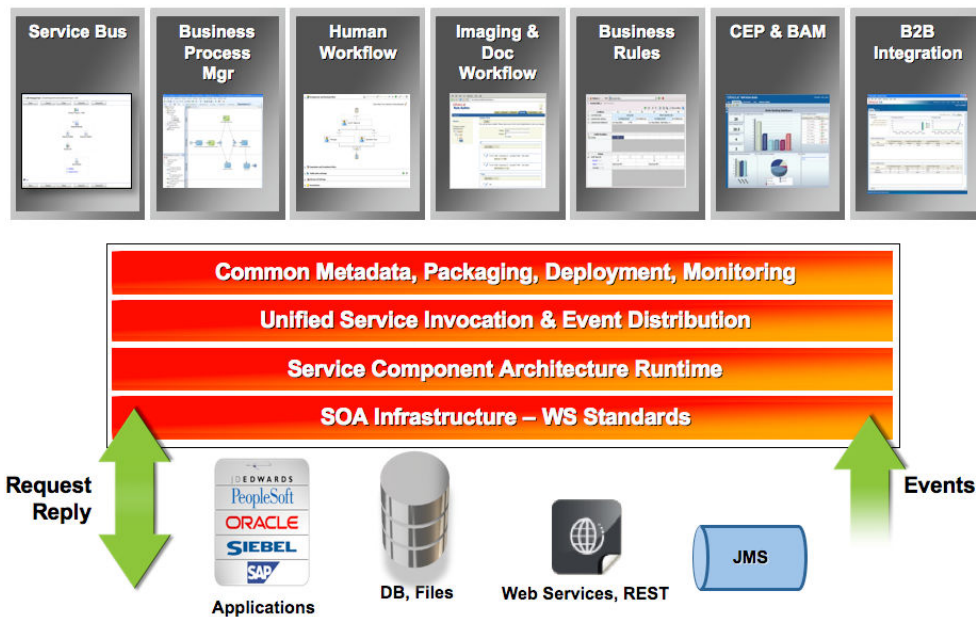 Service Bus
Business
Process
Mgr
Human
Workflow
Imaging &
Doc
Workflow
Business
Rules
CEP & BAM
B2B
Integration
Common Metadata, Packaging, Deployment, Monitoring
Unified Service Invocation & Event Distribution
Service Component Architecture Runtime
SOA Infrastructure – WS Standards
Request
Reply
Events
JDEDWARDS
PeopleSoft
ORACLE
SIEBEL
SAP
Applications
DB, Files
Web Services, REST
JMS